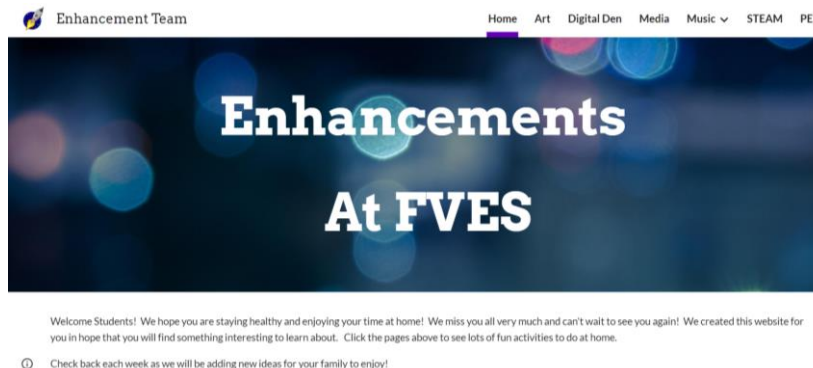 Enhancement Team
Home Art Digital Den Media Music STEAM PE
Enhancements
At FVES
Welcome Students! We hope you are staying healthy and enjoying your time at home! We miss you all very much and can't wait to see you again! We created this website for
you in hope that you will find something interesting to learn about. Click the pages above to see lots of fun activities to do at home.
Check back each week as we will be adding new ideas for your family to enjoy!